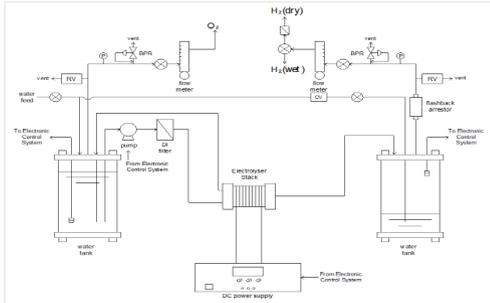 O₂
H₂(dry)
vent
BPR
P
flow
meter
H₂(wet)
flow
meter
vent
BPR
P
vent
RV
RV
vent
water
feed
CV
flashback
arrestor
To Electronic
Control
System
pump
DI
filter
From Electronic
Control System
Electrolyser
Stack
To Electronic
Control
System
water
tank
water
tank
From Electronic
Control System
DC power supply